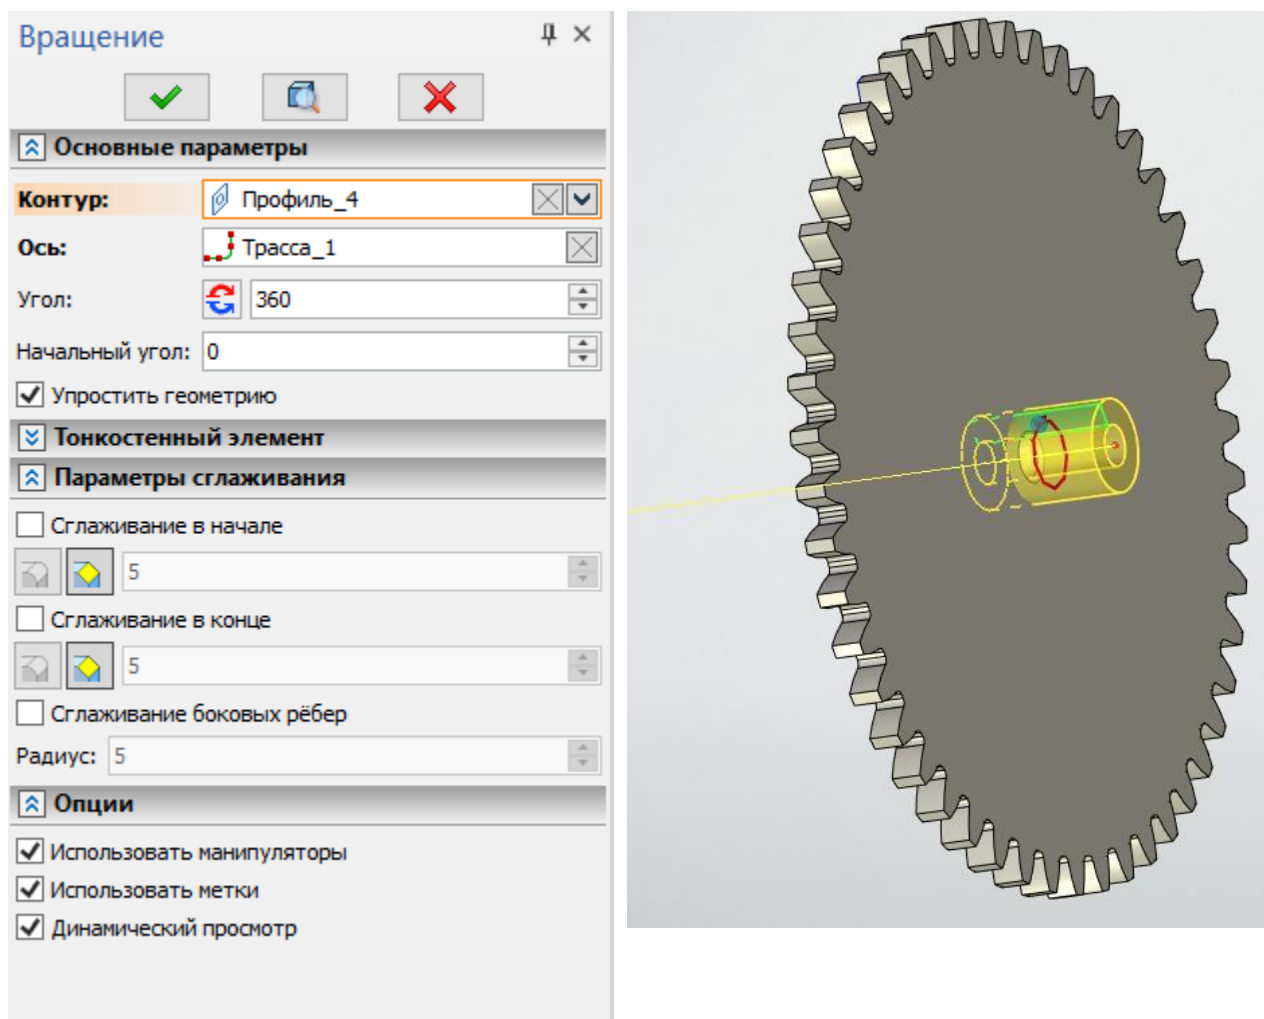 Вращение
Основные параметры
Контур: Профиль_4
Ось: Трасса_1
Угол: 360
Начальный угол: 0
Упростить геометрию
Тонкостенный элемент
Параметры сглаживания
Сглаживание в начале
5
Сглаживание в конце
5
Сглаживание боковых рёбер
Радиус: 5
Опции
Использовать манипуляторы
Использовать метки
Динамический просмотр